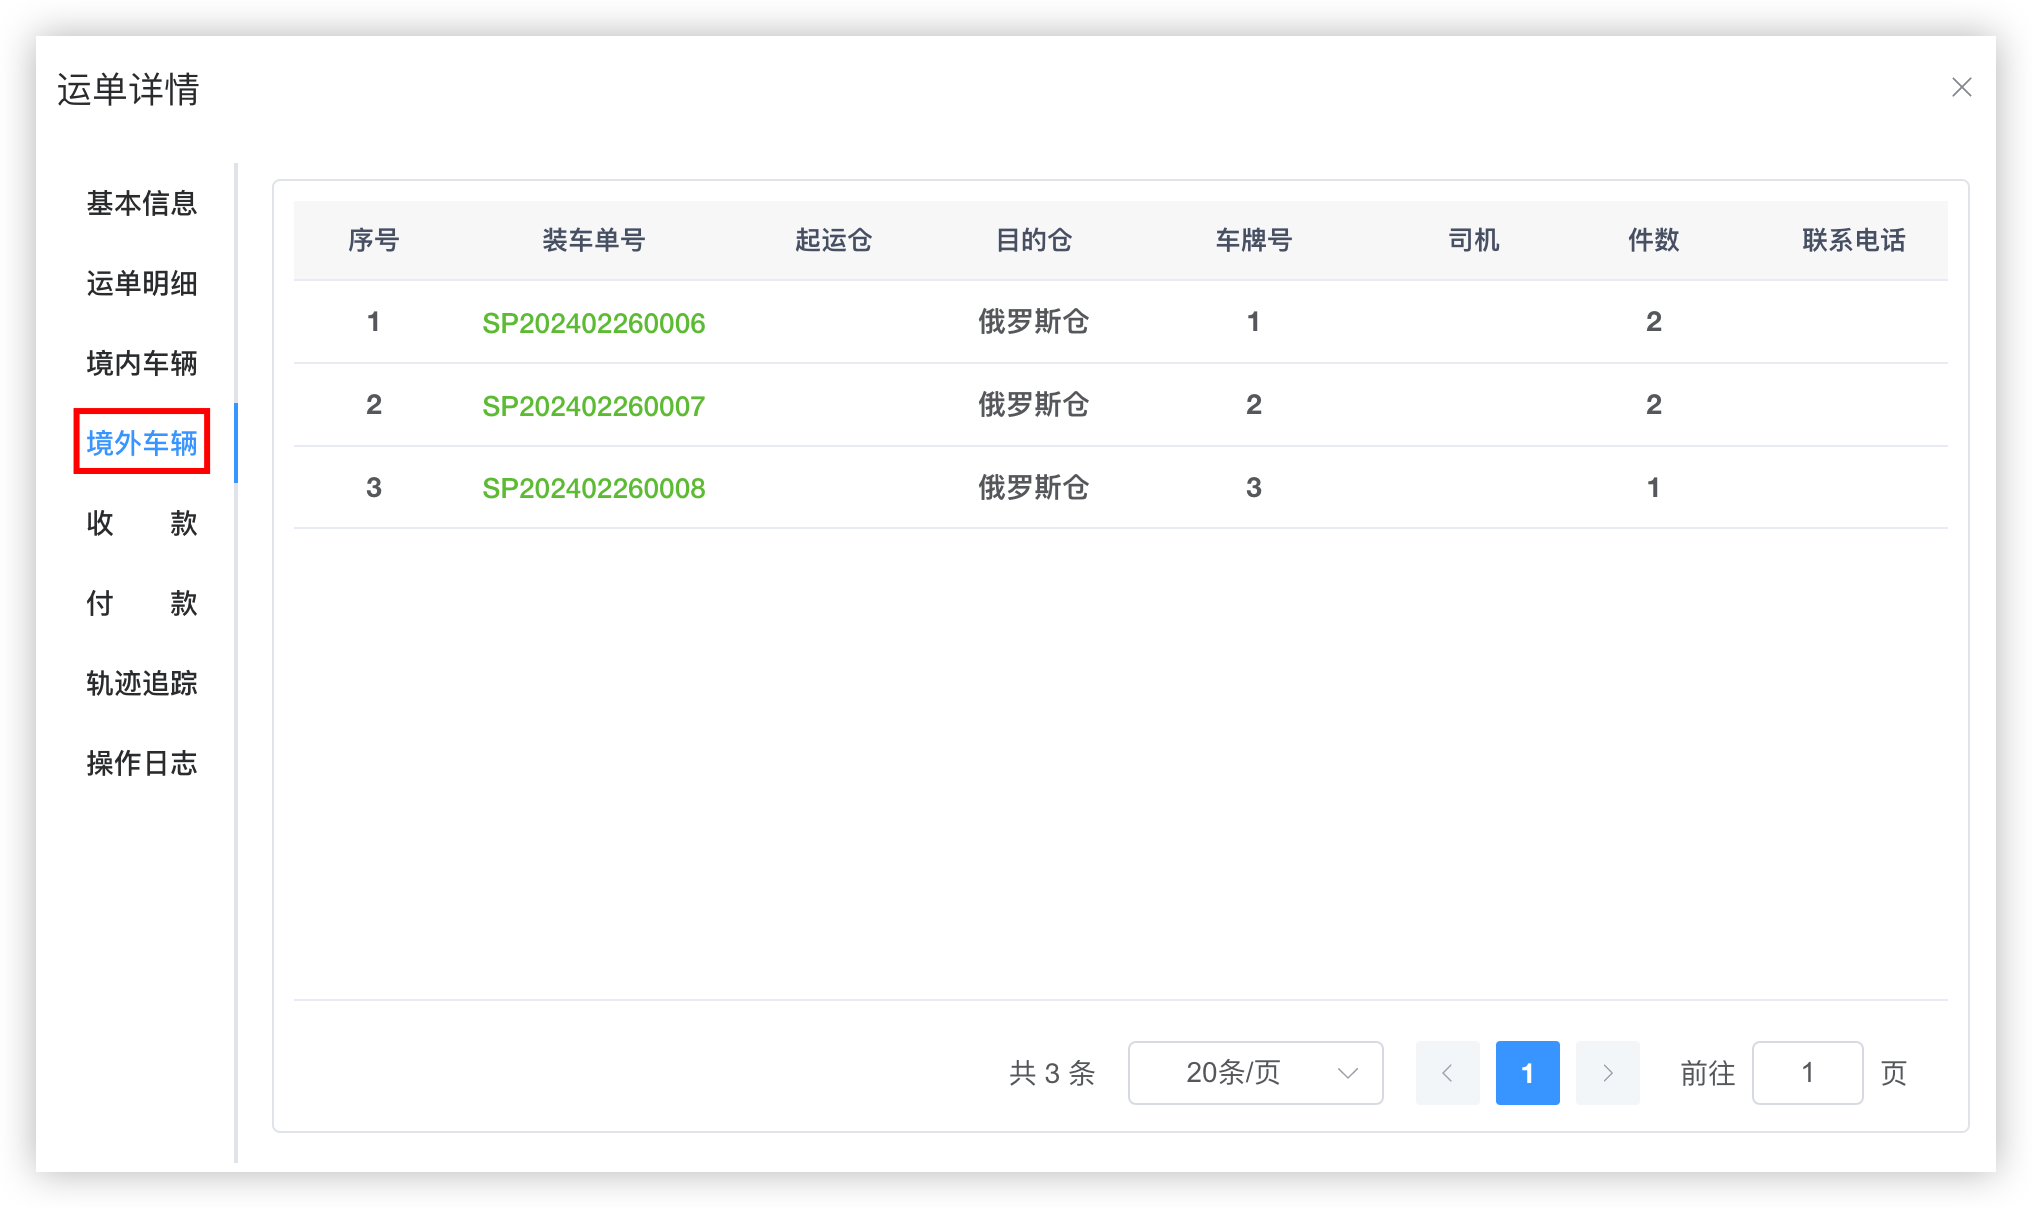 运单详情
基本信息
运单明细
境内车辆
境外车辆
收 款
付 款
轨迹追踪
操作日志
序号 装车单号 起运仓 目的仓 车牌号 司机 件数 联系电话
1 SP202402260006 俄罗斯仓 1 2
2 SP202402260007 俄罗斯仓 2 2
3 SP202402260008 俄罗斯仓 3 1
共 3 条 20条/页 1 前往 1 页